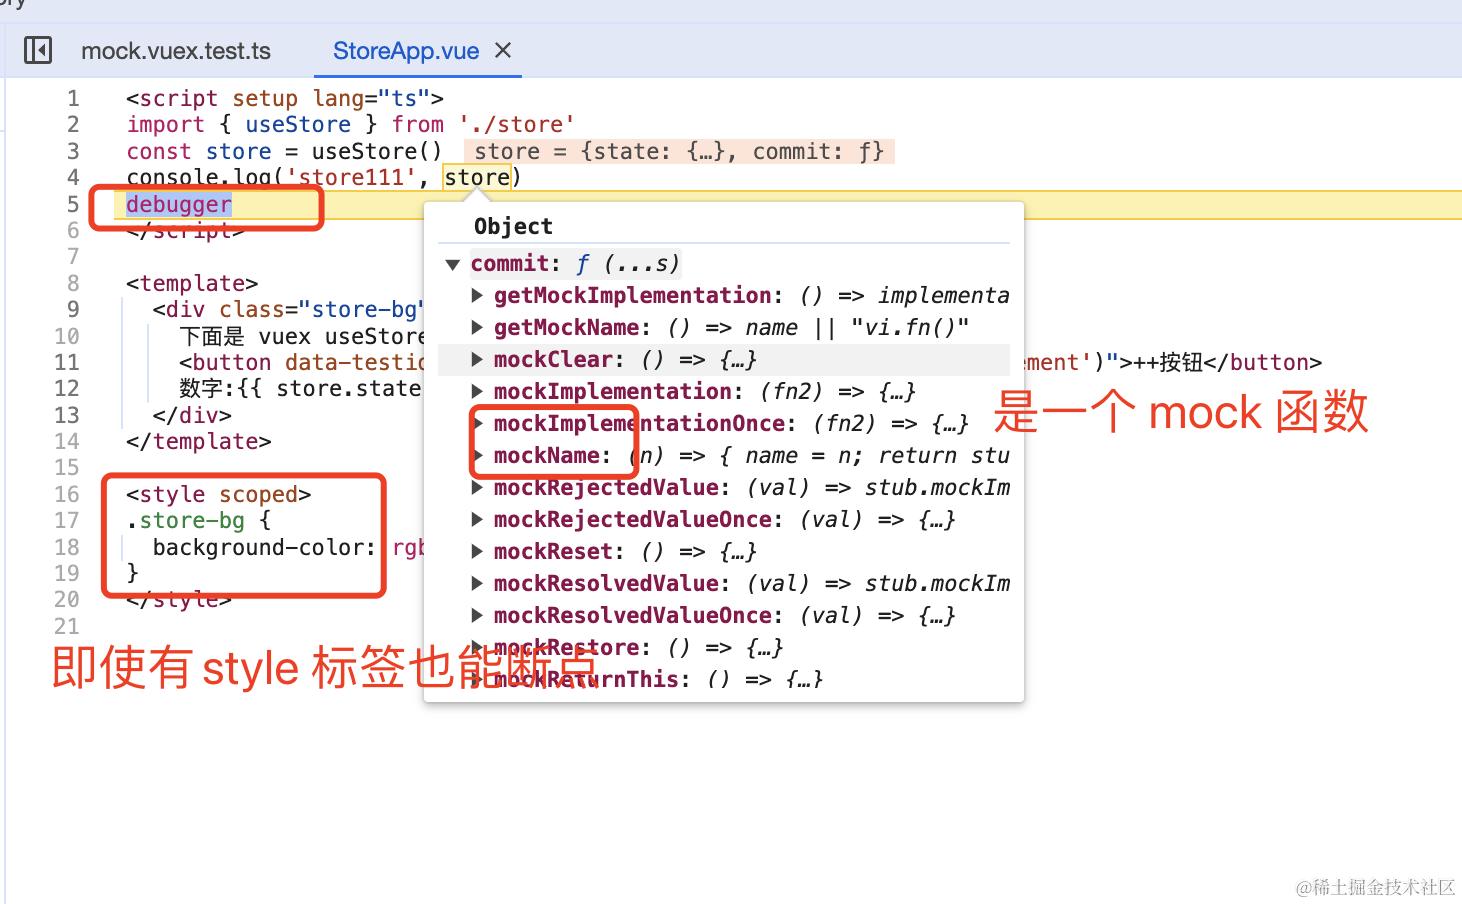 ory
mock.vuex.test.ts StoreApp.vue ×
1 <script setup lang="ts">
2 import { useStore } from './store'
3 const store = useStore() store = {state: {…}, commit: ƒ}
4 console.log('store111', store)
5 debugger
6 </script>
7
8 <template>
9 <div class="store-bg"
10 下面是 vuex useStore
11 <button data-testid ement')">++按钮</button>
12 数字:{{ store.state
13 </div>
14 </template>
15
16 <style scoped>
17 .store-bg {
18 background-color: rgb
19 }
20 </style>
21
Object
commit: ƒ (...s)
getMockImplementation: () => implementa
getMockName: () => name || "vi.fn()"
mockClear: () => {…}
mockImplementation: (fn2) => {…}
mockImplementationOnce: (fn2) => {…}
mockName: (n) => { name = n; return stu
mockRejectedValue: (val) => stub.mockIm
mockRejectedValueOnce: (val) => {…}
mockReset: () => {…}
mockResolvedValue: (val) => stub.mockIm
mockResolvedValueOnce: (val) => {…}
mockRestore: () => {…}
mockReturnThis: () => {…}
是一个 mock 函数
即使有 style 标签也能断点
@稀土掘金技术社区